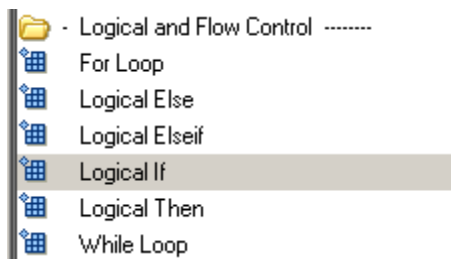 - Logical and Flow Control --------
For Loop
Logical Else
Logical Elseif
Logical If
Logical Then
While Loop